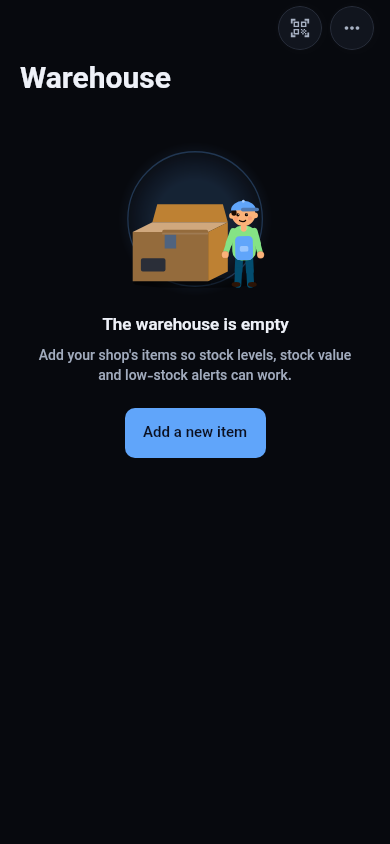 Warehouse
The warehouse is empty
Add your shop's items so stock levels, stock value
and low-stock alerts can work.
Add a new item